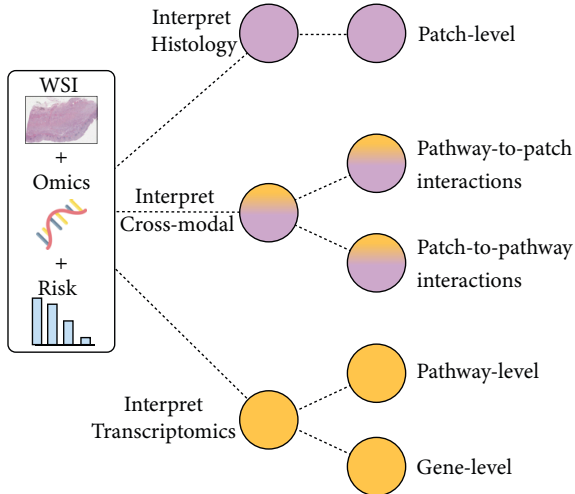 WSI
+
Omics
+
Risk
Interpret
Histology
Patch-level
Interpret
Cross-modal
Pathway-to-patch
interactions
Patch-to-pathway
interactions
Interpret
Transcriptomics
Pathway-level
Gene-level